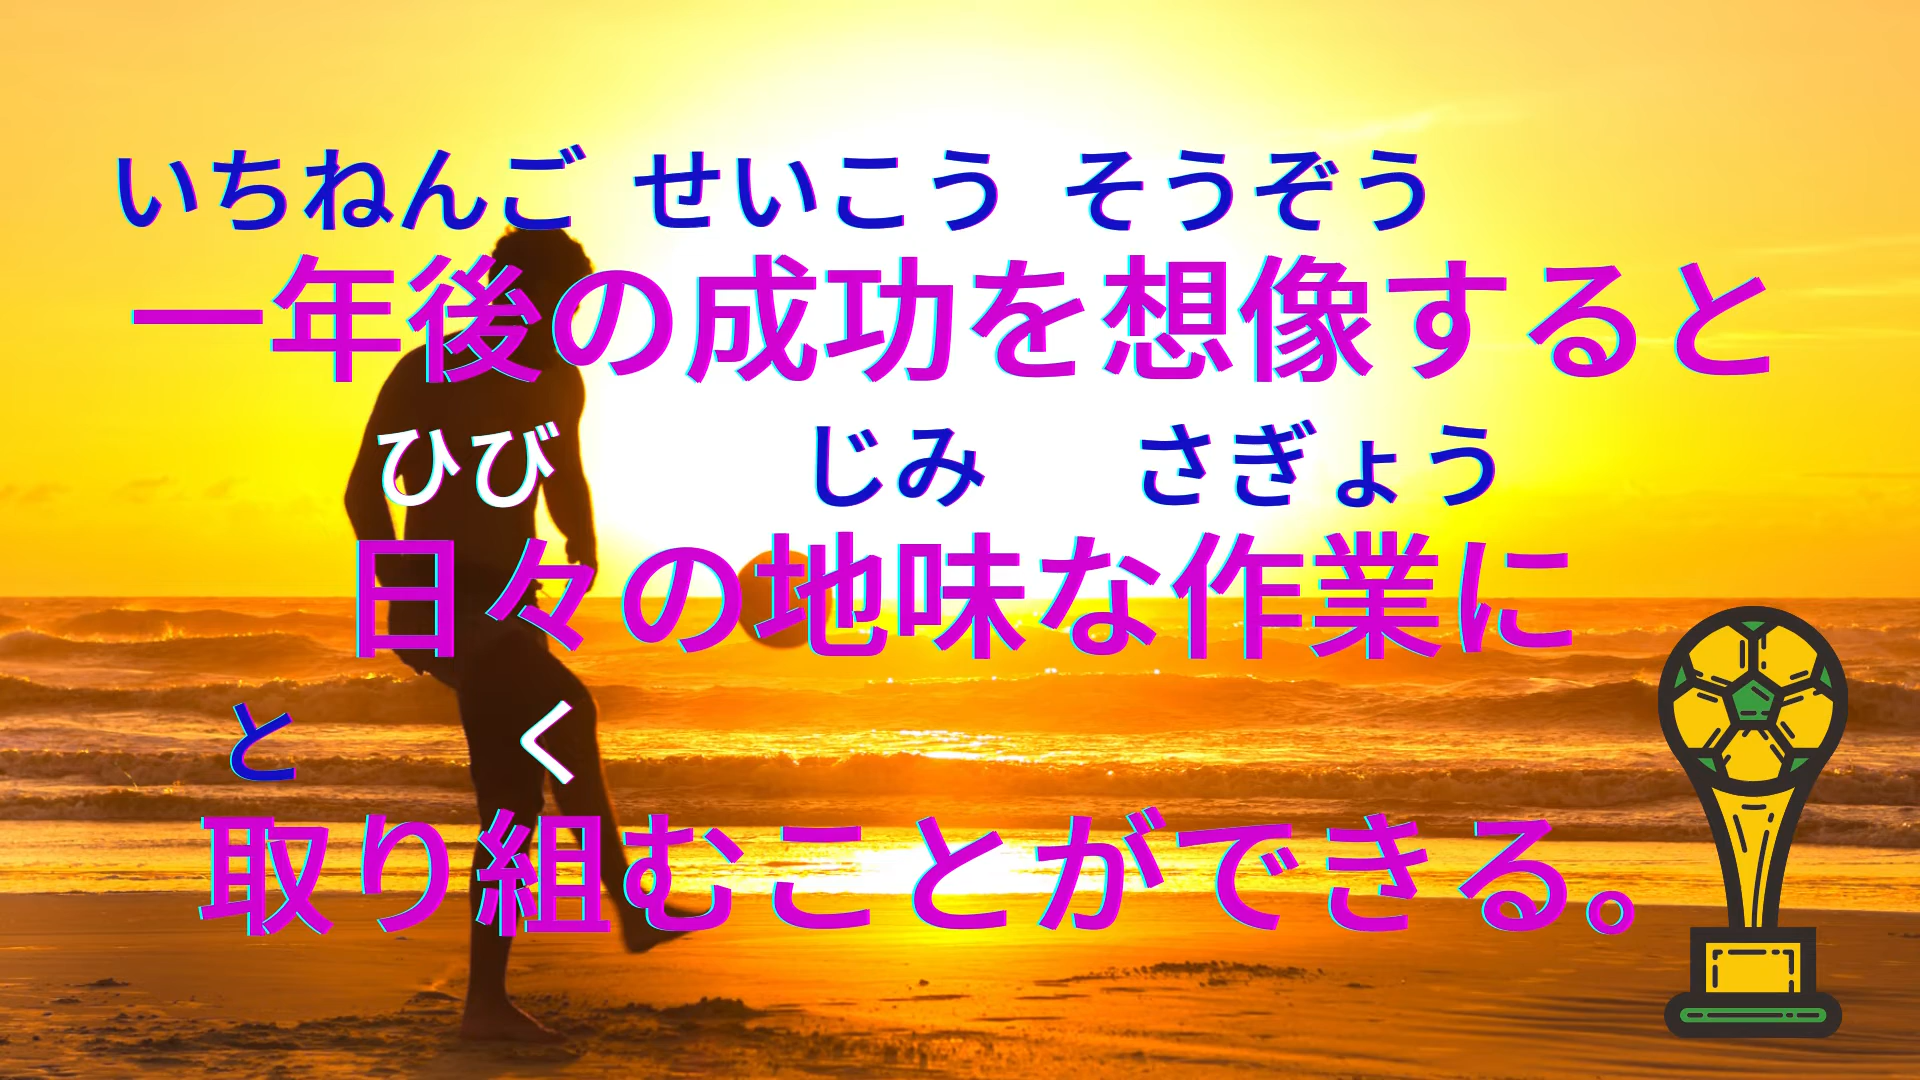 いちねんご せいこう そうぞう
一年後の成功を想像すると
ひび じみ さぎょう
日々の地味な作業に
と く
取り組むことができる。